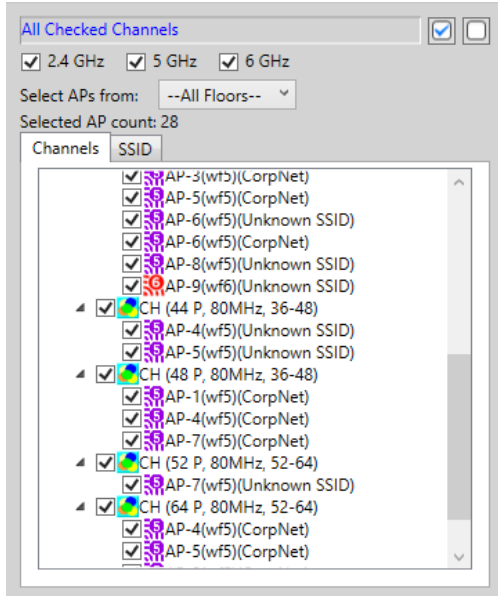 All Checked Channels
2.4 GHz 5 GHz 6 GHz
Select APs from: --All Floors--
Selected AP count: 28
Channels SSID
AP-3(wf5)(CorpNet)
AP-5(wf5)(CorpNet)
AP-6(wf5)(Unknown SSID)
AP-6(wf5)(CorpNet)
AP-8(wf5)(Unknown SSID)
AP-9(wf6)(Unknown SSID)
CH (44 P, 80MHz, 36-48)
AP-4(wf5)(Unknown SSID)
AP-5(wf5)(Unknown SSID)
CH (48 P, 80MHz, 36-48)
AP-1(wf5)(CorpNet)
AP-4(wf5)(CorpNet)
AP-7(wf5)(CorpNet)
CH (52 P, 80MHz, 52-64)
AP-7(wf5)(Unknown SSID)
CH (64 P, 80MHz, 52-64)
AP-4(wf5)(CorpNet)
AP-5(wf5)(CorpNet)